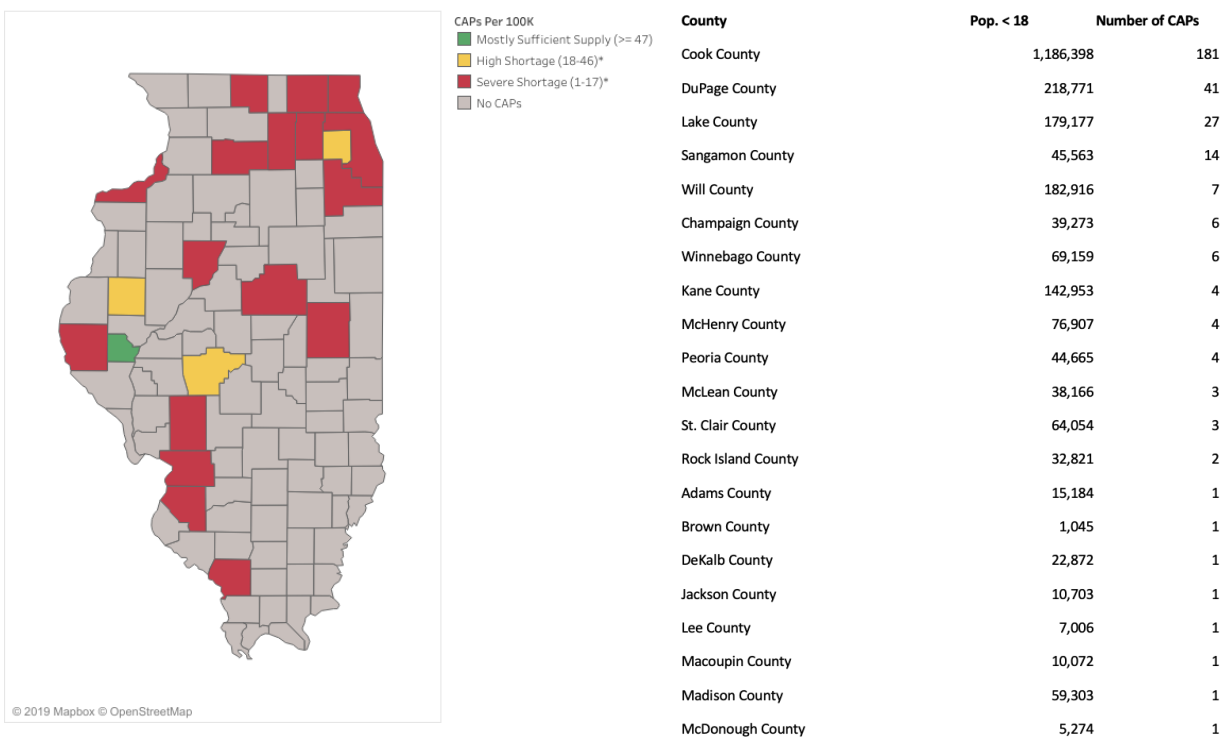 CAPs Per 100K
Mostly Sufficient Supply (>= 47)
High Shortage (18-46)*
Severe Shortage (1-17)*
No CAPs
© 2019 Mapbox © OpenStreetMap
County Pop. < 18 Number of CAPs
Cook County 1,186,398 181
DuPage County 218,771 41
Lake County 179,177 27
Sangamon County 45,563 14
Will County 182,916 7
Champaign County 39,273 6
Winnebago County 69,159 6
Kane County 142,953 4
McHenry County 76,907 4
Peoria County 44,665 4
McLean County 38,166 3
St. Clair County 64,054 3
Rock Island County 32,821 2
Adams County 15,184 1
Brown County 1,045 1
DeKalb County 22,872 1
Jackson County 10,703 1
Lee County 7,006 1
Macoupin County 10,072 1
Madison County 59,303 1
McDonough County 5,274 1